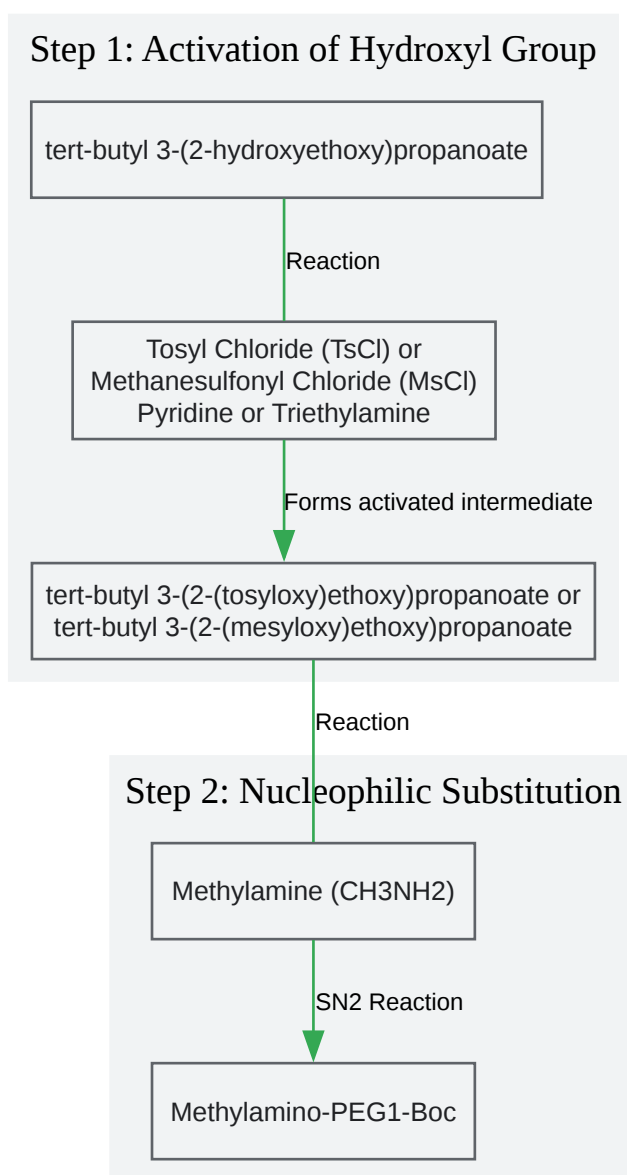 Step 1: Activation of Hydroxyl Group
tert-butyl 3-(2-hydroxyethoxy)propanoate
Reaction
Tosyl Chloride (TsCl) or
Methanesulfonyl Chloride (MsCl)
Pyridine or Triethylamine
Forms activated intermediate
tert-butyl 3-(2-(tosyloxy)ethoxy)propanoate or
tert-butyl 3-(2-(mesyloxy)ethoxy)propanoate
Reaction
Step 2: Nucleophilic Substitution
Methylamine (CH3NH2)
SN2 Reaction
Methylamino-PEG1-Boc